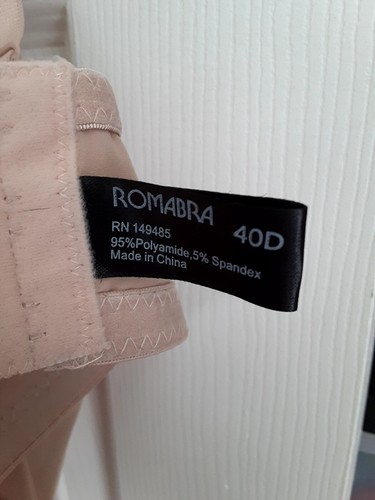 ROMABRA
RN 149485
40D
95%Polyamide,5% Spandex
Made in China